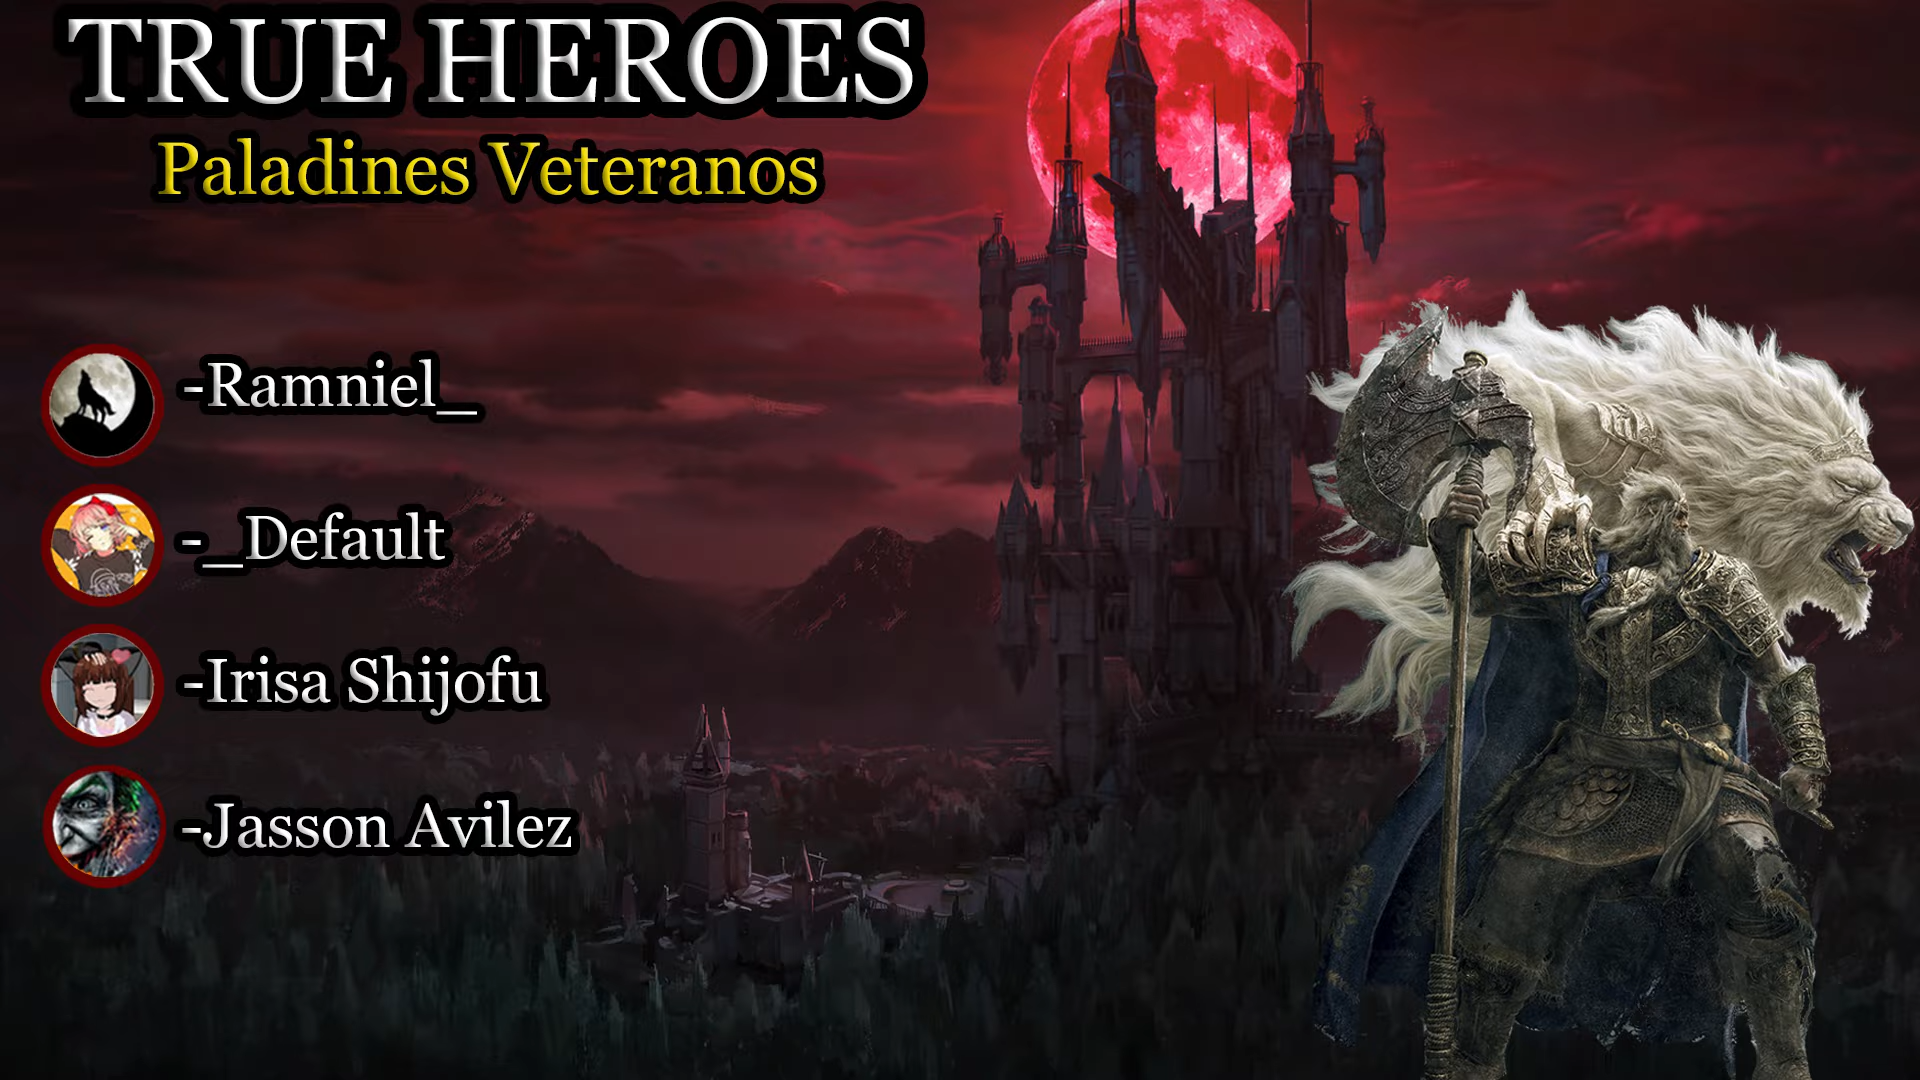 TRUE HEROES
Paladines Veteranos
-Ramniel_
-_Default
-Irisa Shijofu
-Jasson Avilez